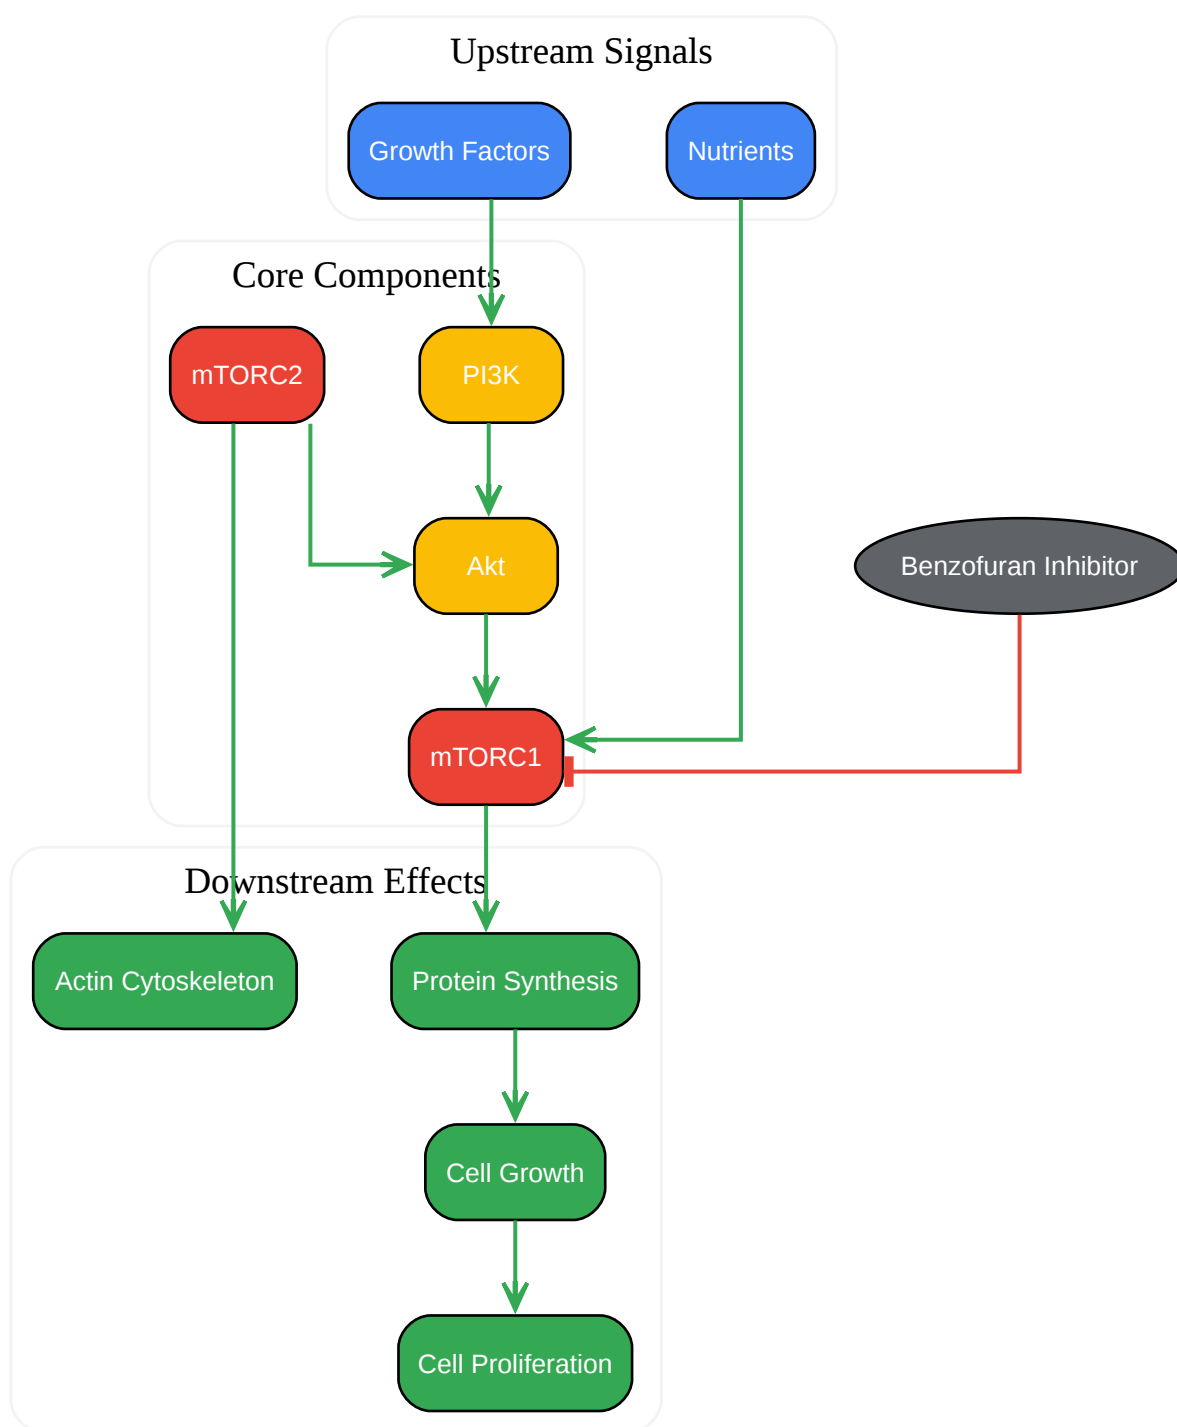 Upstream Signals
Growth Factors
Nutrients
Core Components
mTORC2
PI3K
Akt
Benzofuran Inhibitor
mTORC1
Downstream Effects
Actin Cytoskeleton
Protein Synthesis
Cell Growth
Cell Proliferation